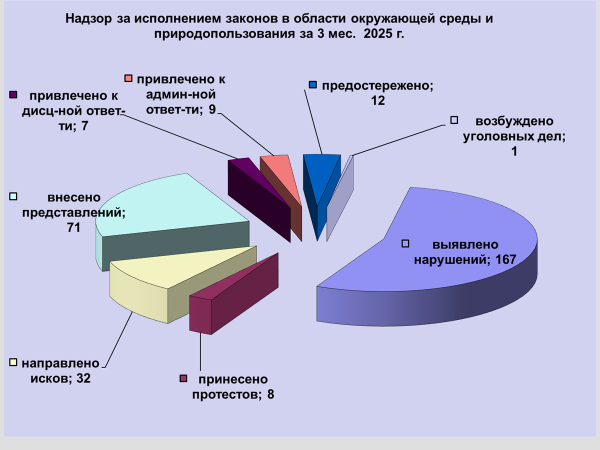 Надзор за исполнением законов в области окружающей среды и
природопользования за 3 мес.  2025 г.
привлечено к
админ-ной
ответ-ти; 9
предостережено;
12
привлечено к
дисц-ной ответ-
ти; 7
возбуждено
уголовных дел;
1
внесено
представлений;
71
выявлено
нарушений; 167
направлено
исков; 32
принесено
протестов; 8